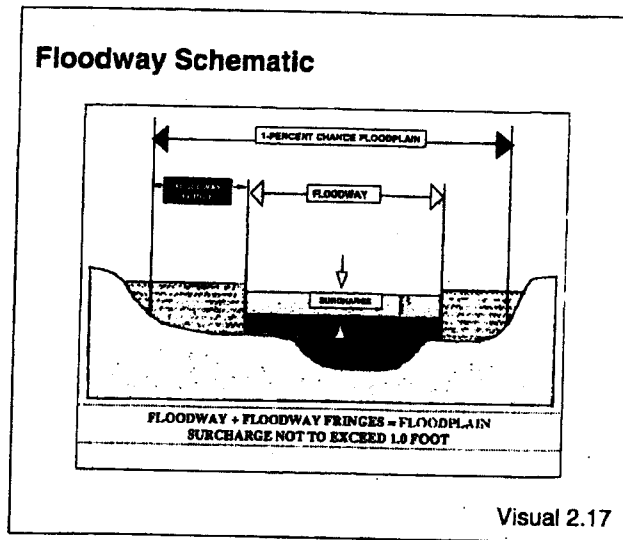 Floodway Schematic
1-PERCENT CHANCE FLOODPLAIN
FLOODWAY
SURCHARGE
FLOODWAY + FLOODWAY FRINGES = FLOODPLAIN
SURCHARGE NOT TO EXCEED 1.0 FOOT
Visual 2.17